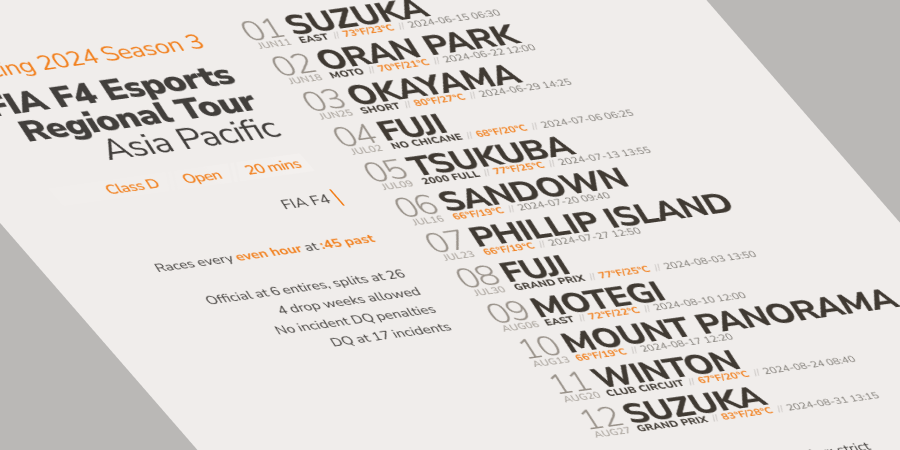 ing 2024 Season 3
FIA F4 Esports
Regional Tour
Asia Pacific
Class D Open 20 mins
FIA F4
Races every even hour at :45 past
Official at 6 entires, splits at 26
4 drop weeks allowed
No incident DQ penalties
DQ at 17 incidents
01 SUZUKA
JUN11 EAST // 73°F/23°C // 2024-06-15 06:30
02 ORAN PARK
JUN18 MOTO // 70°F/21°C // 2024-06-22 12:00
03 OKAYAMA
JUN25 SHORT // 80°F/27°C // 2024-06-29 14:25
04 FUJI
JUL02 NO CHICANE // 68°F/20°C // 2024-07-06 06:25
05 TSUKUBA
JUL09 2000 FULL // 77°F/25°C // 2024-07-13 13:55
06 SANDOWN
JUL16 66°F/19°C // 2024-07-20 09:40
07 PHILLIP ISLAND
JUL23 66°F/19°C // 2024-07-27 12:50
08 FUJI
JUL30 GRAND PRIX // 77°F/25°C // 2024-08-03 13:50
09 MOTEGI
AUG06 EAST // 72°F/22°C // 2024-08-10 12:00
10 MOUNT PANORAMA
AUG13 66°F/19°C // 2024-08-17 12:20
11 WINTON
AUG20 CLUB CIRCUIT // 67°F/20°C // 2024-08-24 08:40
12 SUZUKA
AUG27 GRAND PRIX // 83°F/28°C // 2024-08-31 13:15
strict